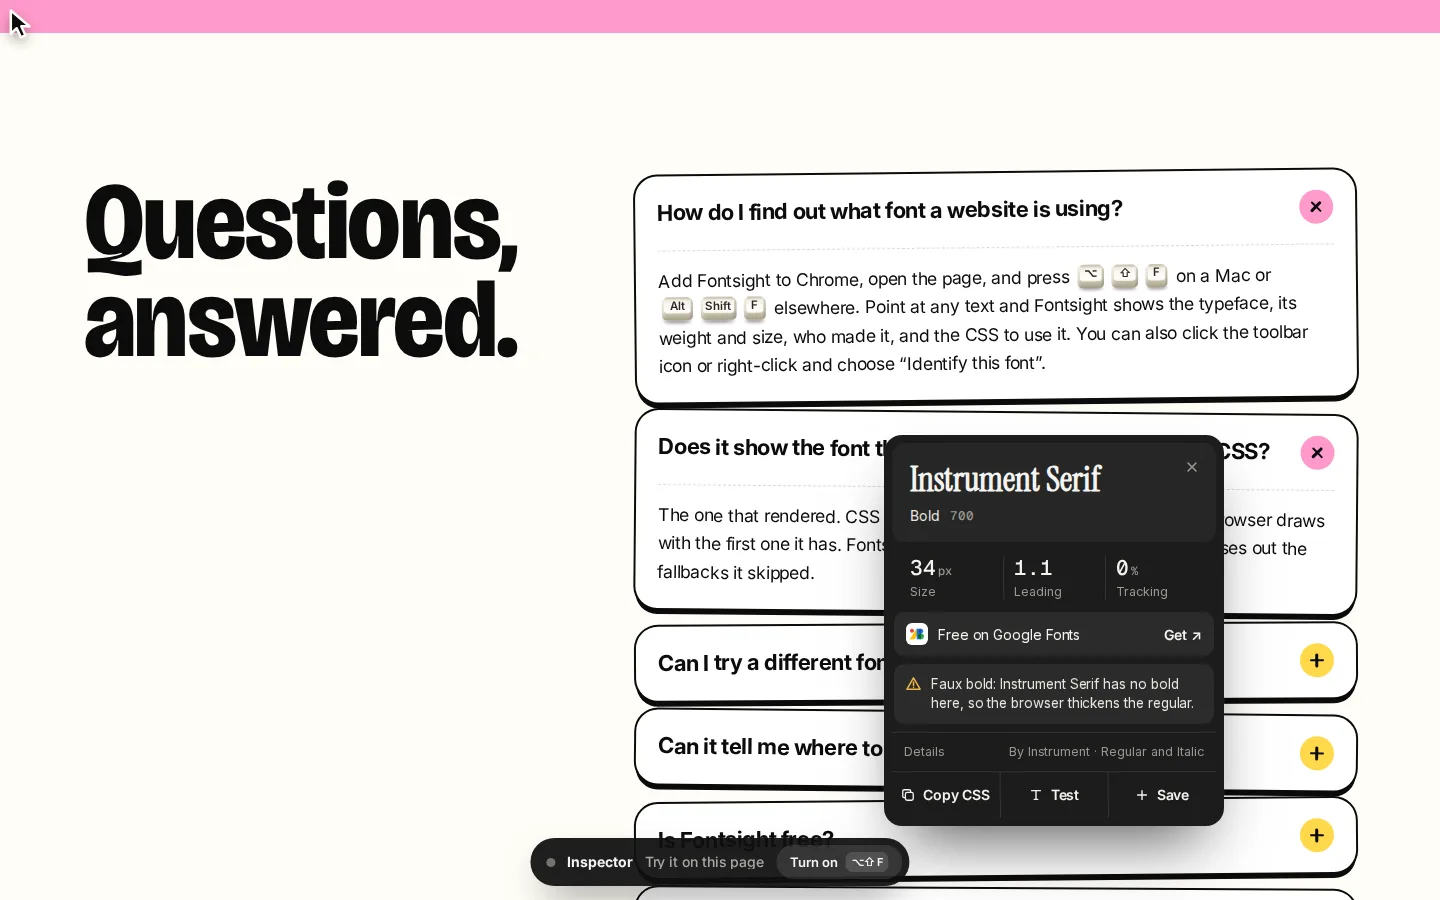 Questions,
answered.
How do I find out what font a website is using?
Add Fontsight to Chrome, open the page, and press ⌥ ⇧ F on a Mac or
Alt Shift F elsewhere. Point at any text and Fontsight shows the typeface, its
weight and size, who made it, and the CSS to use it. You can also click the toolbar
icon or right-click and choose “Identify this font”.
Does it show the font CSS?
The one that rendered. CSS owser draws
with the first one it has. out the
fallbacks it skipped.
Can I try a different
Can it tell me where to
Is Fontsight free?
Instrument Serif
Bold 700
34px 1.1 0%
Size Leading Tracking
Free on Google Fonts Get ↗
Faux bold: Instrument Serif has no bold
here, so the browser thickens the regular.
Details By Instrument · Regular and Italic
Copy CSS Test Save
Inspector Try it on this page Turn on ⌥⇧F